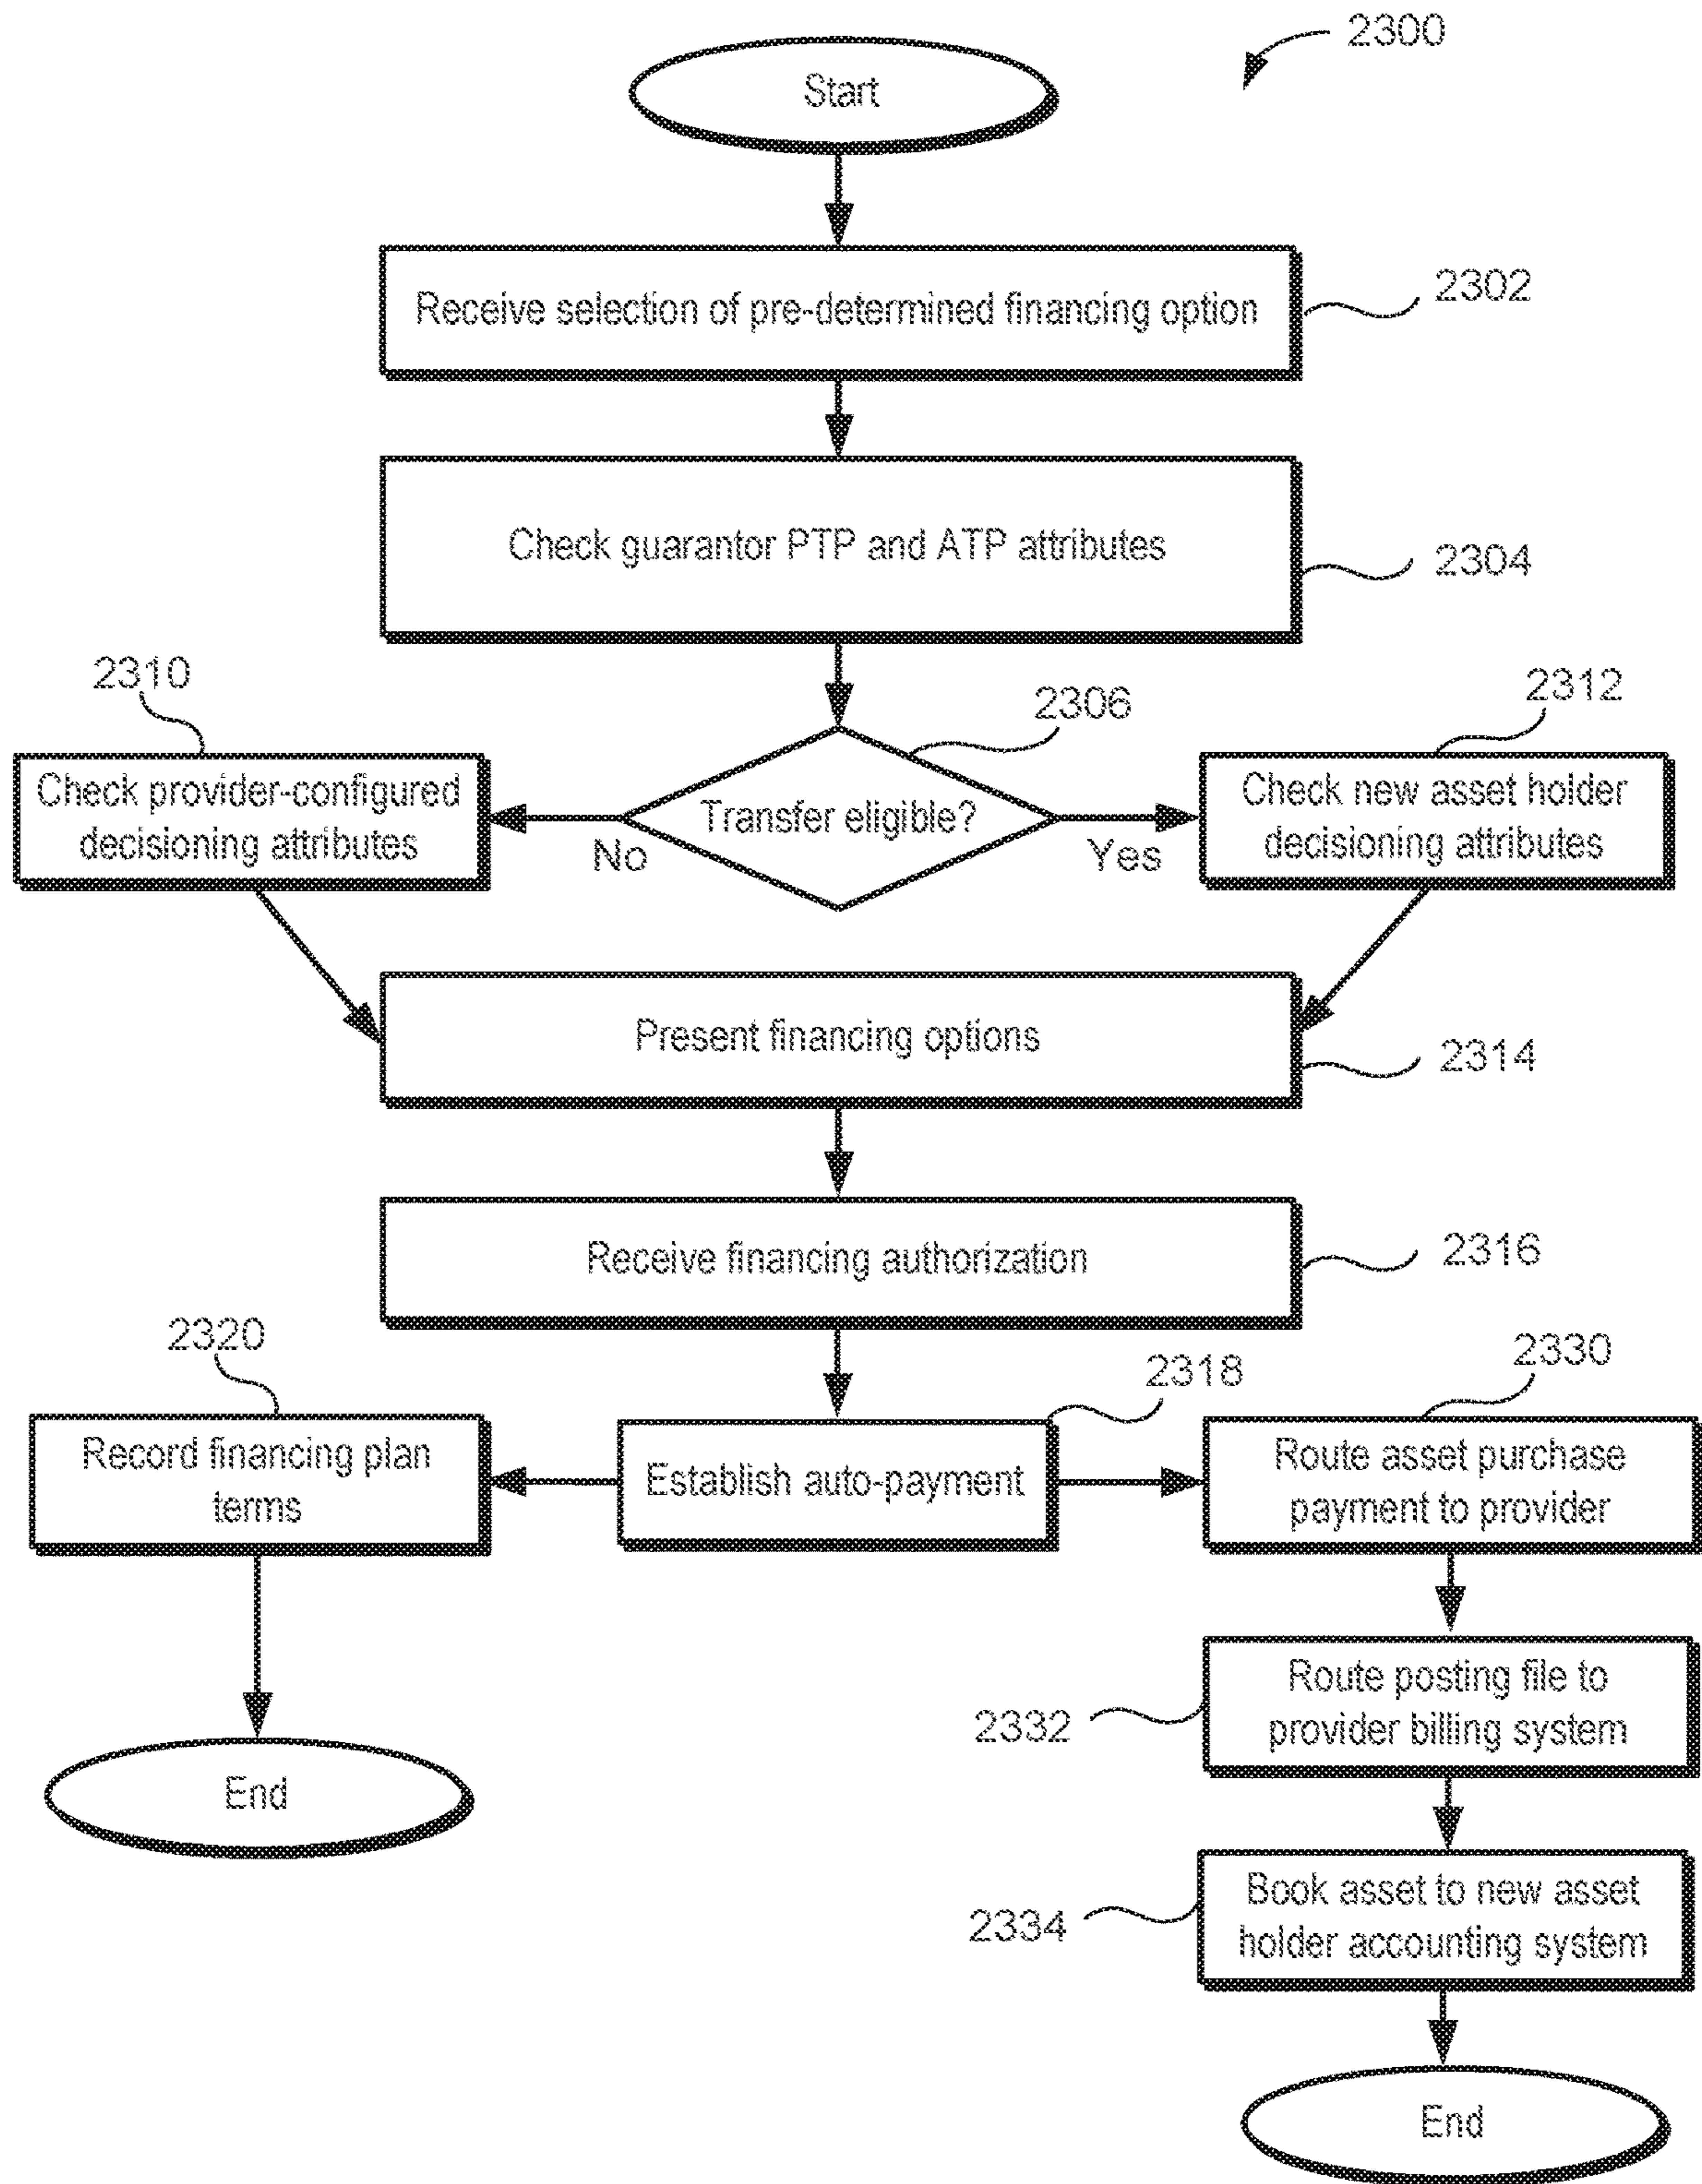 2300
Start
Receive selection of pre-determined financing option
2302
Check guarantor PTP and ATP attributes
2304
2310
2306
2312
Check provider-configured
decisioning attributes
No
Transfer eligible?
Yes
Check new asset holder
decisioning attributes
Present financing options
2314
Receive financing authorization
2316
2320
2318
2330
Record financing plan
terms
Establish auto-payment
Route asset purchase
payment to provider
Route posting file to
provider billing system
2332
End
Book asset to new asset
holder accounting system
2334
End